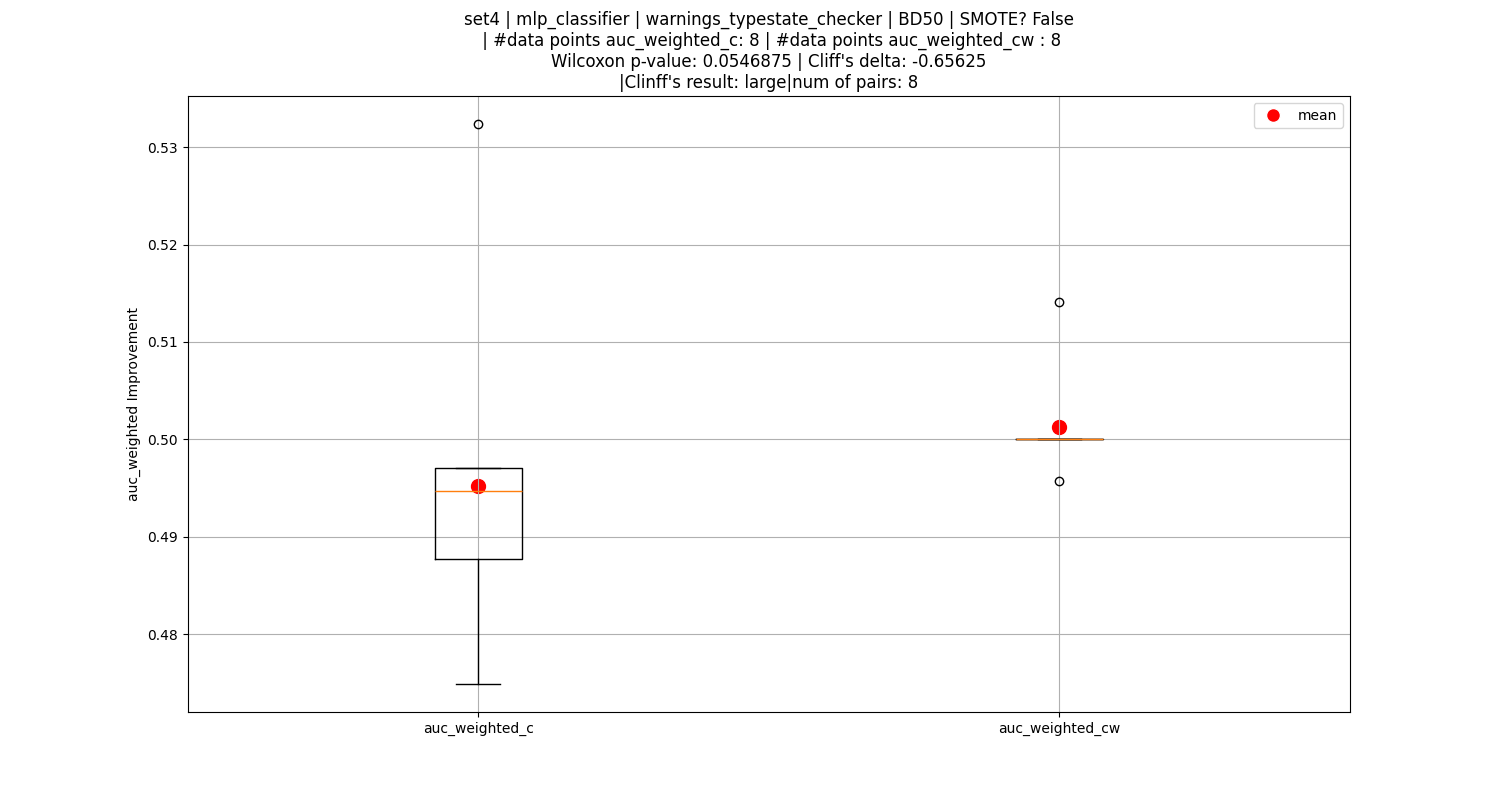 set4 | mlp_classifier | warnings_typestate_checker | BD50 | SMOTE? False
| #data points auc_weighted_c: 8 | #data points auc_weighted_cw : 8
Wilcoxon p-value: 0.0546875 | Cliff's delta: -0.65625
|Clinff's result: large|num of pairs: 8
mean
0.53
0.52
0.51
0.50
0.49
0.48
auc_weighted Improvement
auc_weighted_c
auc_weighted_cw